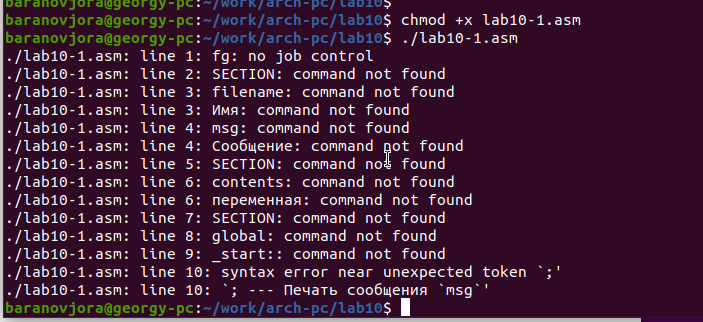 baranovjora@georgy-pc:~/work/arch-pc/lab10$
baranovjora@georgy-pc:~/work/arch-pc/lab10$ chmod +x lab10-1.asm
baranovjora@georgy-pc:~/work/arch-pc/lab10$ ./lab10-1.asm
./lab10-1.asm: line 1: fg: no job control
./lab10-1.asm: line 2: SECTION: command not found
./lab10-1.asm: line 3: filename: command not found
./lab10-1.asm: line 3: Имя: command not found
./lab10-1.asm: line 4: msg: command not found
./lab10-1.asm: line 4: Сообщение: command not found
./lab10-1.asm: line 5: SECTION: command not found
./lab10-1.asm: line 6: contents: command not found
./lab10-1.asm: line 6: переменная: command not found
./lab10-1.asm: line 7: SECTION: command not found
./lab10-1.asm: line 8: global: command not found
./lab10-1.asm: line 9: _start:: command not found
./lab10-1.asm: line 10: syntax error near unexpected token `;'
./lab10-1.asm: line 10: `; --- Печать сообщения `msg`'
baranovjora@georgy-pc:~/work/arch-pc/lab10$